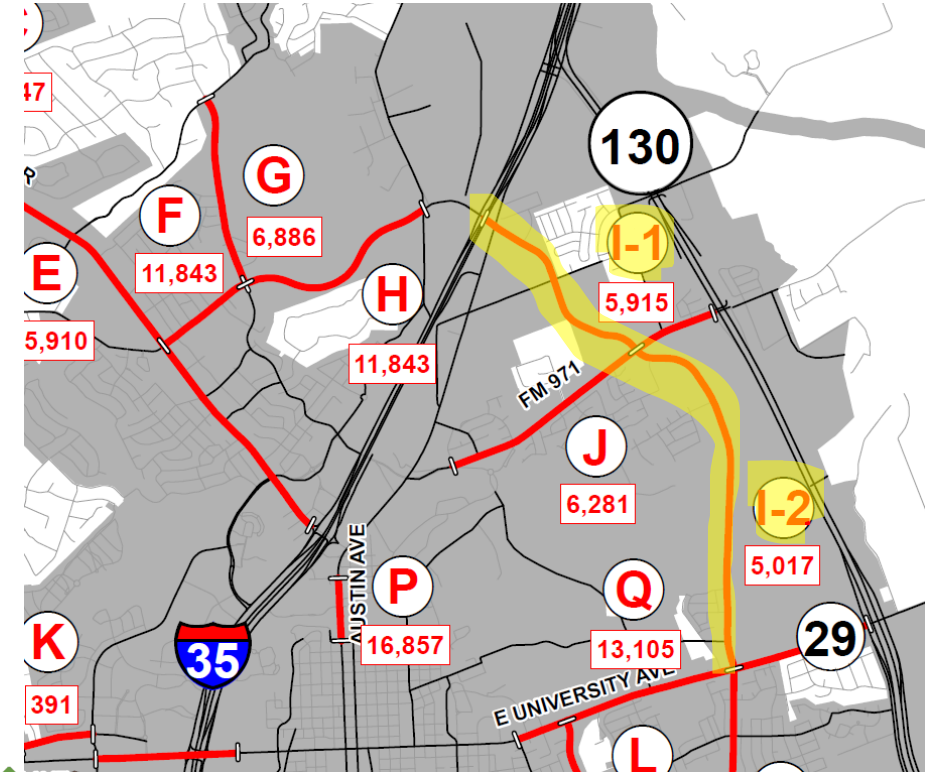 47
R
130
G
F
6,886
I-1
11,843
E
H
5,915
5,910
11,843
FM 971
J
6,281
I-2
AUSTIN AVE
5,017
P
Q
K
16,857
13,105
29
35
391
E UNIVERSITY AVE
L